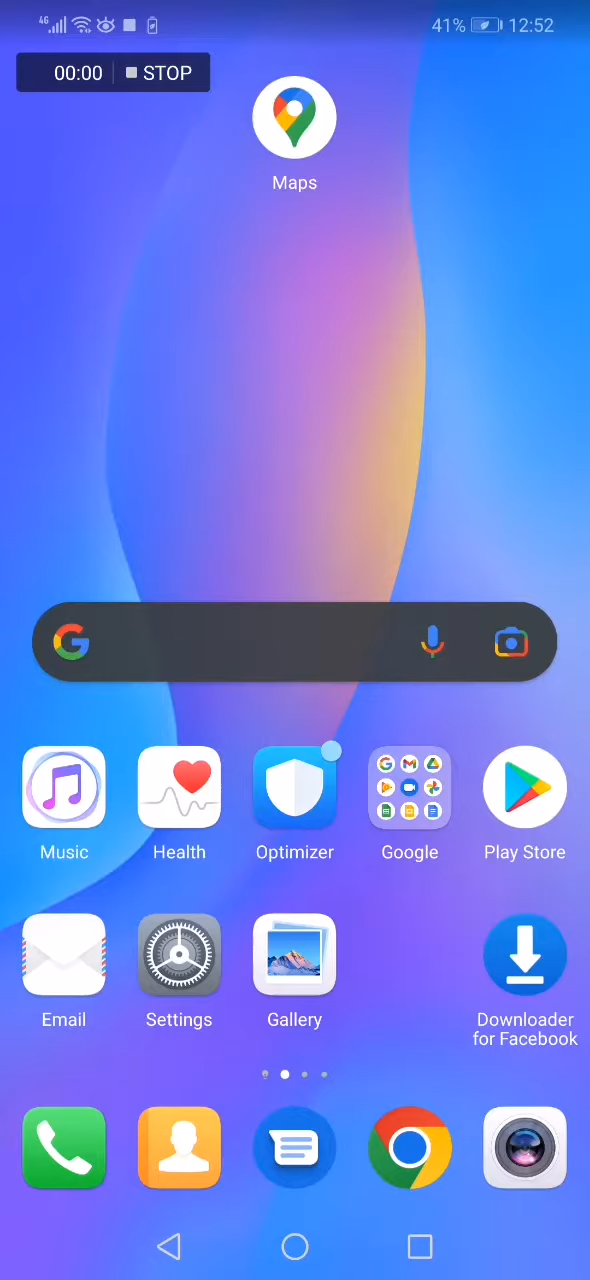 4G
41%
12:52
00:00
STOP
Maps
Music
Health
Optimizer
Google
Play Store
Email
Settings
Gallery
Downloader
for Facebook